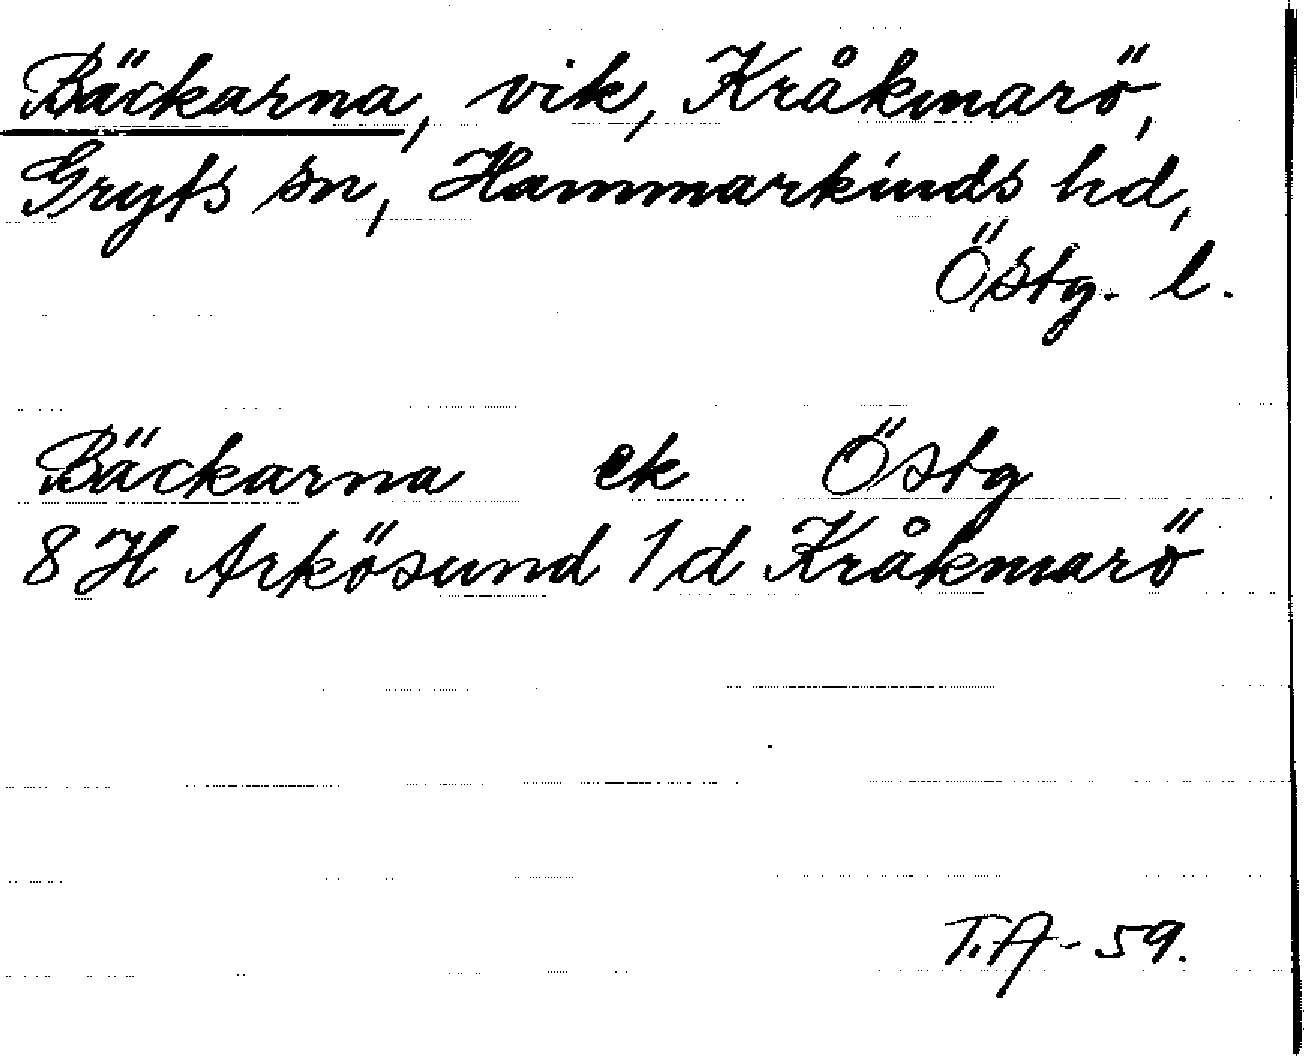 Bäckarna, vik, Kråkmarö,
Gryts sn, Hammarkinds hd,
Östg. l.
Bäckarna ek Östg
8 H Arkösund 1 d Kråkmarö
T.A - 59.